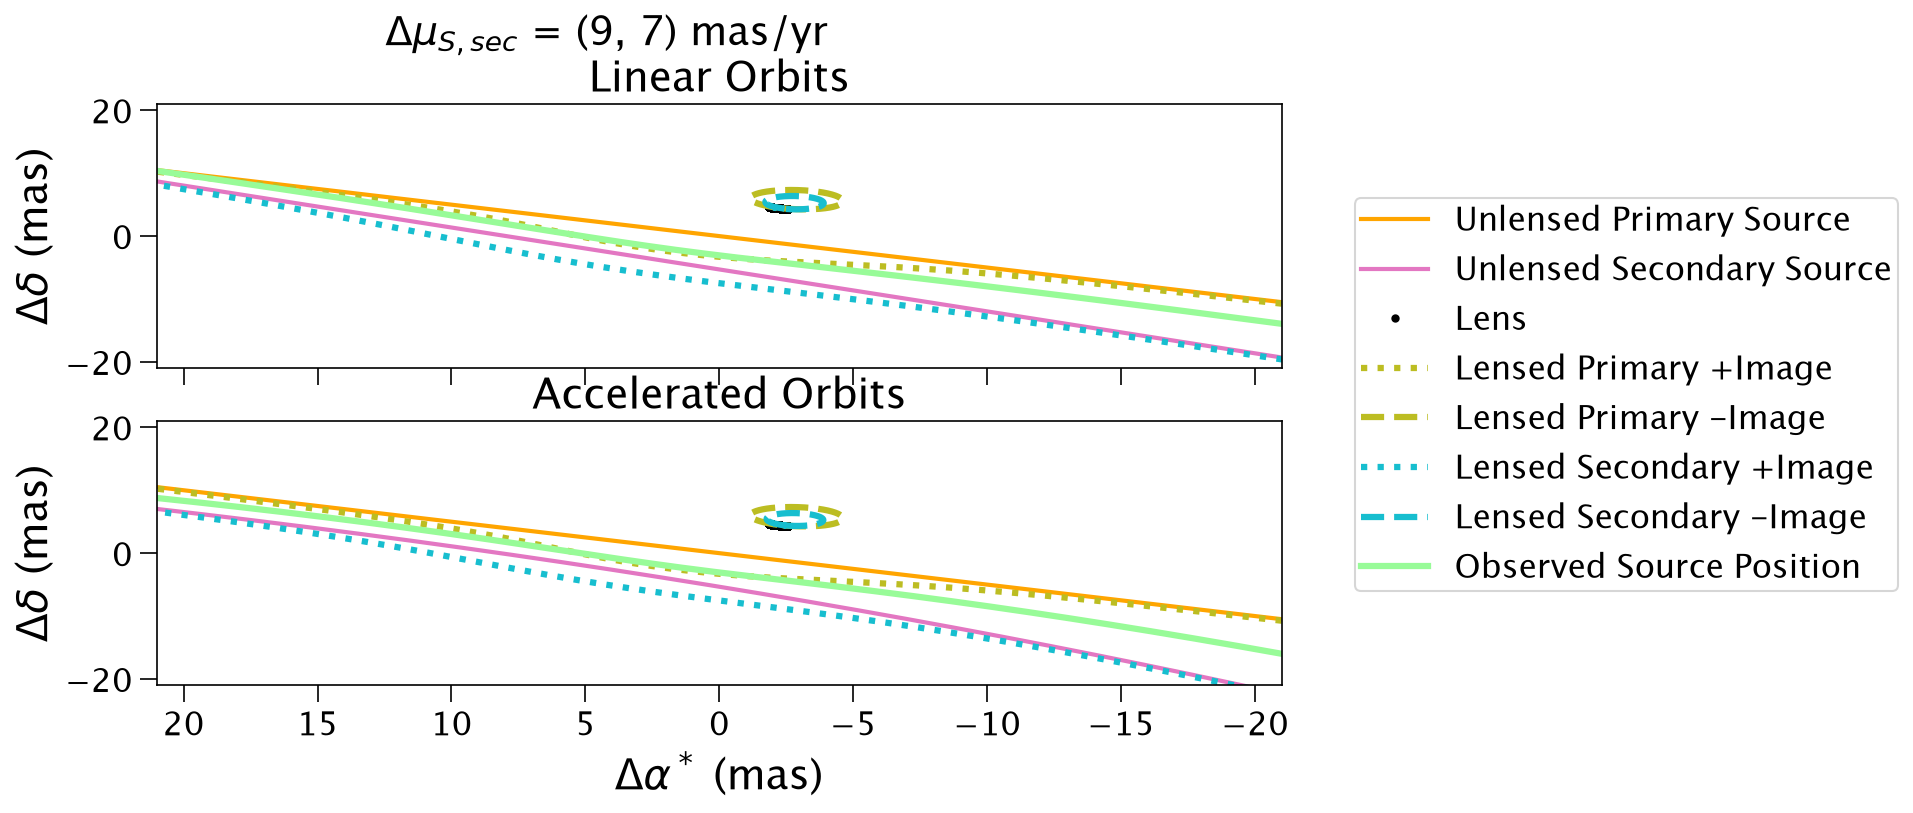 Δμ_{S, sec} = (9, 7) mas/yr
Linear Orbits
20
0
−20
Δδ (mas)
Accelerated Orbits
20
0
−20
Δδ (mas)
20 15 10 5 0 −5 −10 −15 −20
Δα* (mas)
Unlensed Primary Source
Unlensed Secondary Source
Lens
Lensed Primary +Image
Lensed Primary -Image
Lensed Secondary +Image
Lensed Secondary -Image
Observed Source Position